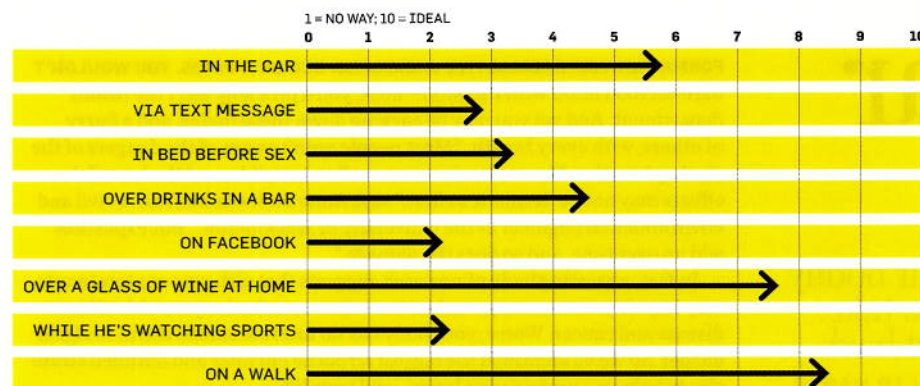 1 = NO WAY; 10 = IDEAL
0 1 2 3 4 5 6 7 8 9 10
IN THE CAR
VIA TEXT MESSAGE
IN BED BEFORE SEX
OVER DRINKS IN A BAR
ON FACEBOOK
OVER A GLASS OF WINE AT HOME
WHILE HE'S WATCHING SPORTS
ON A WALK